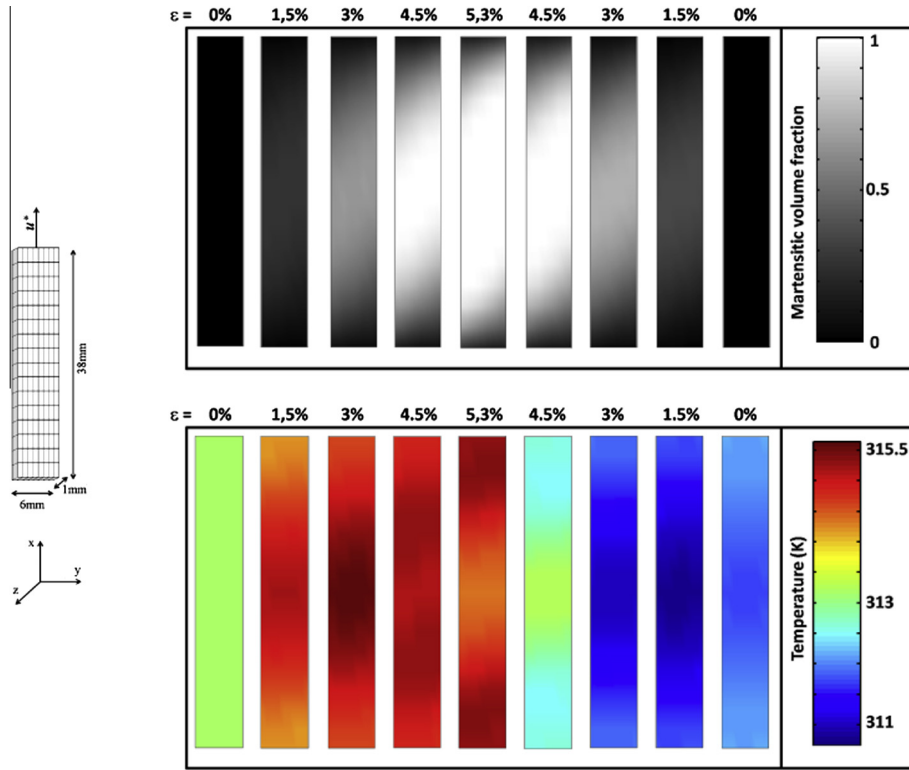 ε = 0% 1,5% 3% 4.5% 5,3% 4.5% 3% 1.5% 0%
1
0.5
0
Martensitic volume fraction
u*
38mm
1mm
6mm
x
y
z
ε = 0% 1,5% 3% 4.5% 5,3% 4.5% 3% 1.5% 0%
315.5
313
311
Temperature (K)